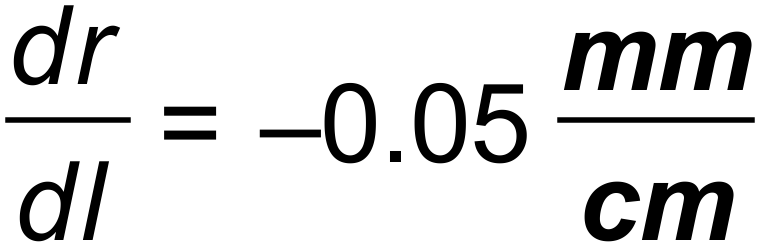 dr/dl = –0.05 mm/cm